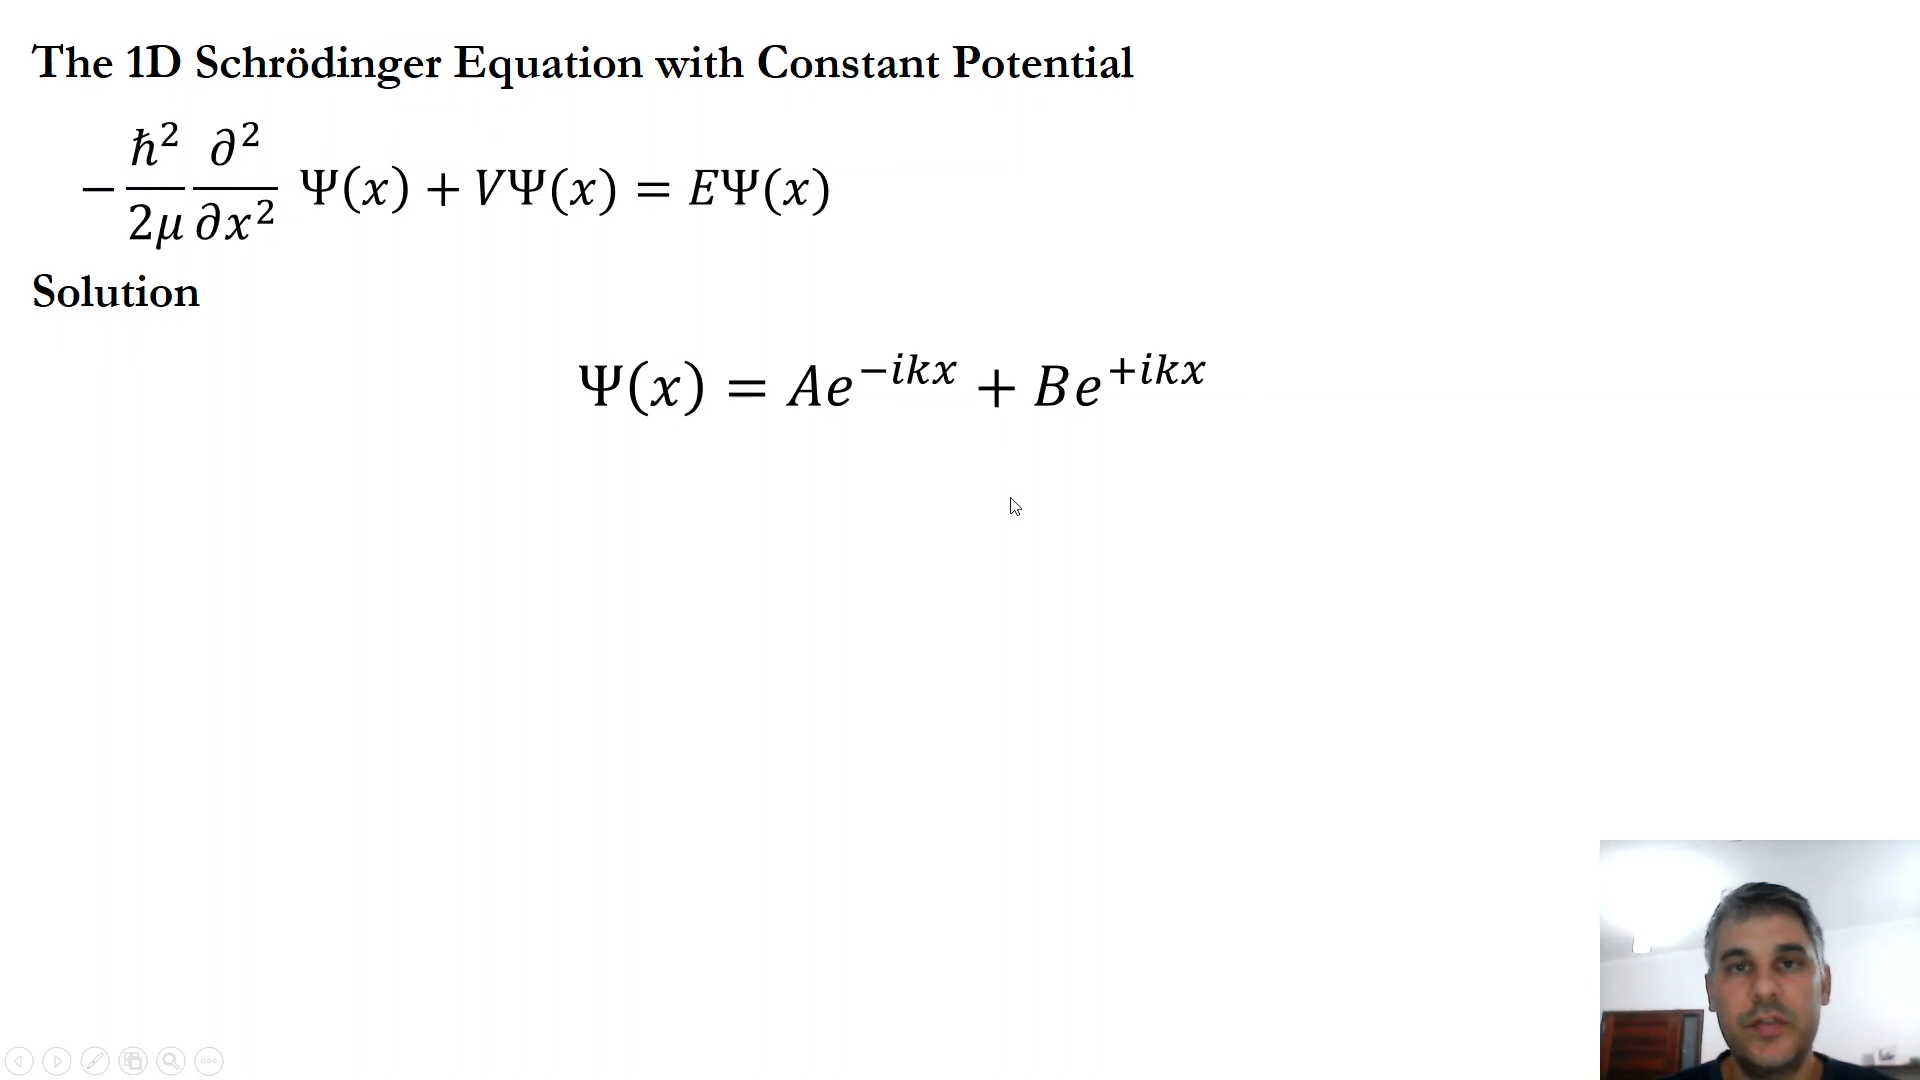 The 1D Schrödinger Equation with Constant Potential
−ℏ²/2μ ∂²/∂x² Ψ(x) + VΨ(x) = EΨ(x)
Solution
Ψ(x) = Ae^{−ikx} + Be^{+ikx}